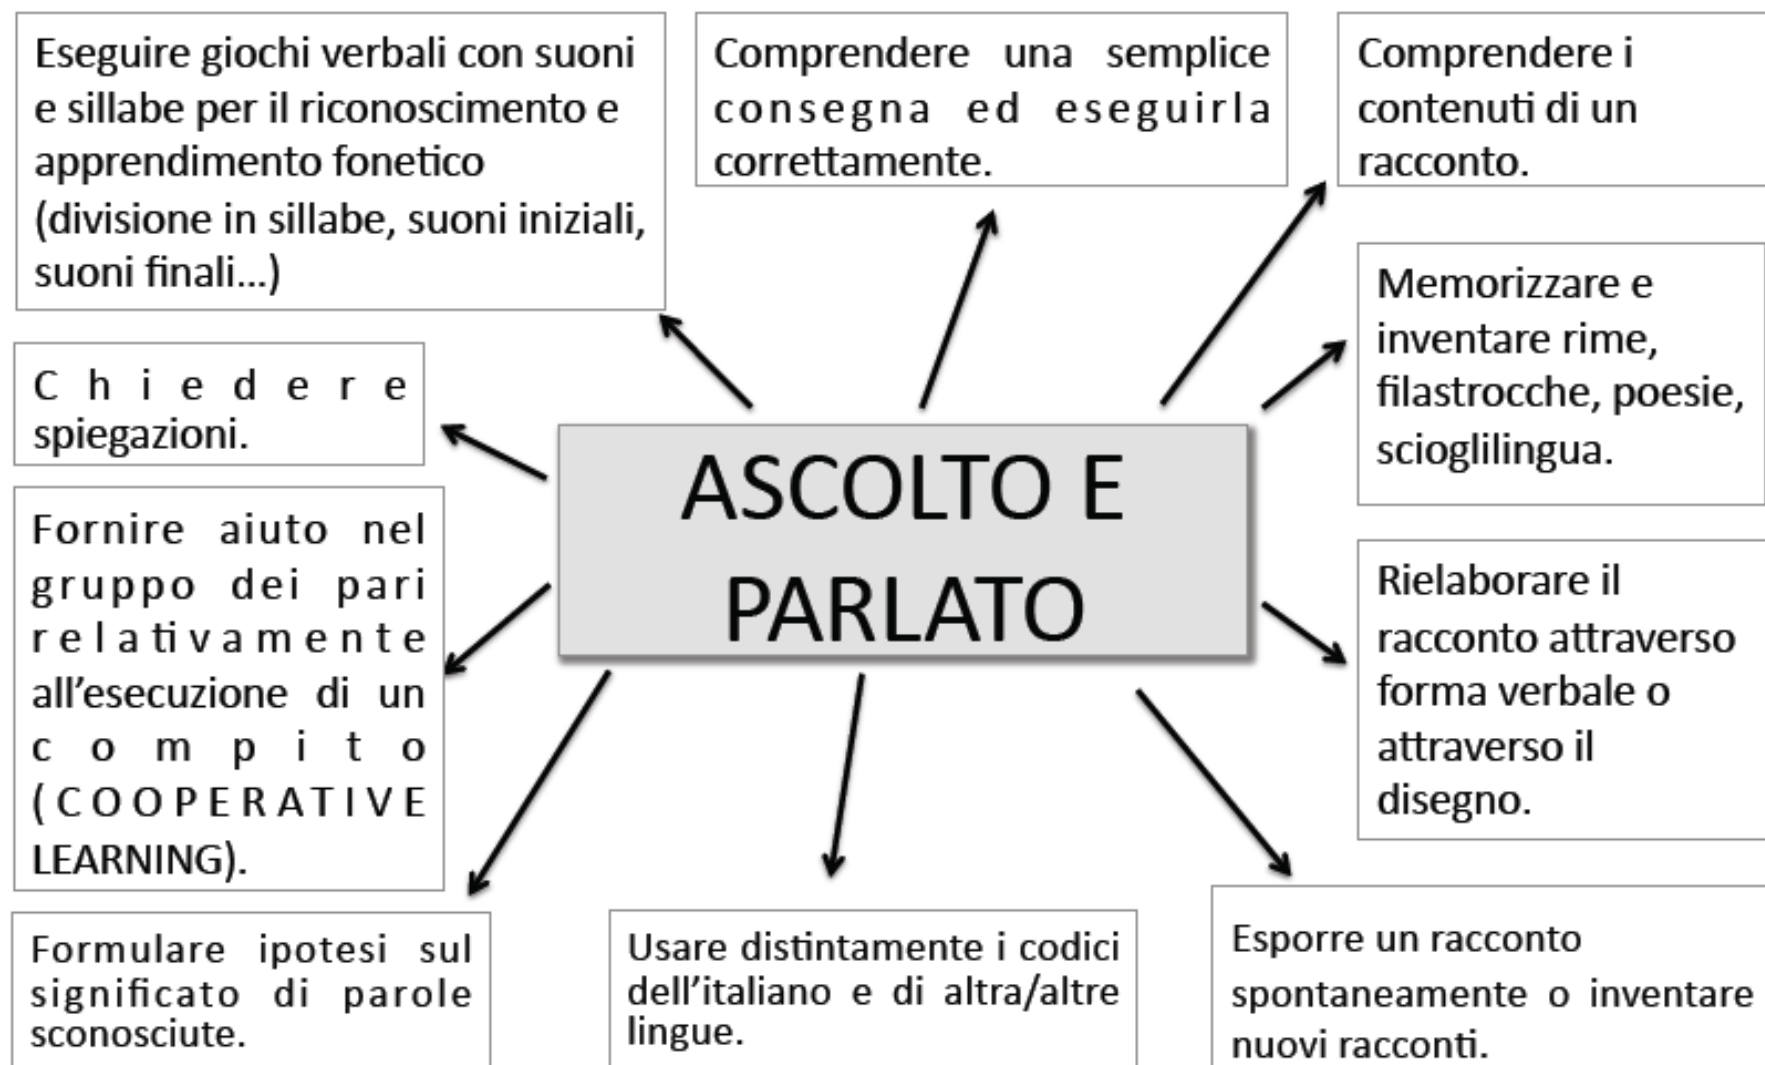 Eseguire giochi verbali con suoni
e sillabe per il riconoscimento e
apprendimento fonetico
(divisione in sillabe, suoni iniziali,
suoni finali...)
Comprendere una semplice
consegna ed eseguirla
correttamente.
Comprendere i
contenuti di un
racconto.
Memorizzare e
inventare rime,
filastrocche, poesie,
scioglilingua.
Chiedere
spiegazioni.
ASCOLTO E
PARLATO
Fornire aiuto nel
gruppo dei pari
relativamente
all'esecuzione di un
compito
(COOPERATIVE
LEARNING).
Rielaborare il
racconto attraverso
forma verbale o
attraverso il
disegno.
Formulare ipotesi sul
significato di parole
sconosciute.
Usare distintamente i codici
dell'italiano e di altra/altre
lingue.
Esporre un racconto
spontaneamente o inventare
nuovi racconti.